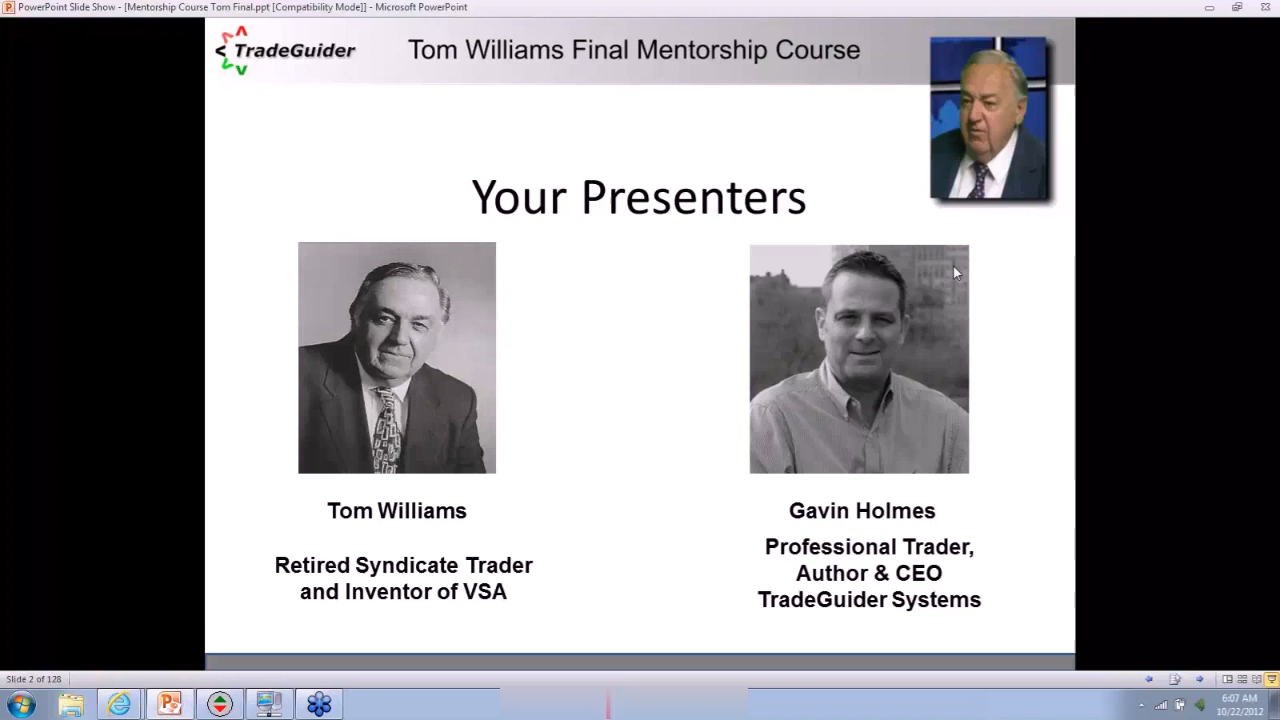 PowerPoint Slide Show - [Mentorship Course Tom Final.ppt [Compatibility Mode]] - Microsoft PowerPoint
TradeGuider
Tom Williams Final Mentorship Course
Your Presenters
Tom Williams
Retired Syndicate Trader
and Inventor of VSA
Gavin Holmes
Professional Trader,
Author & CEO
TradeGuider Systems
Slide 2 of 128
6:07 AM
10/22/2012